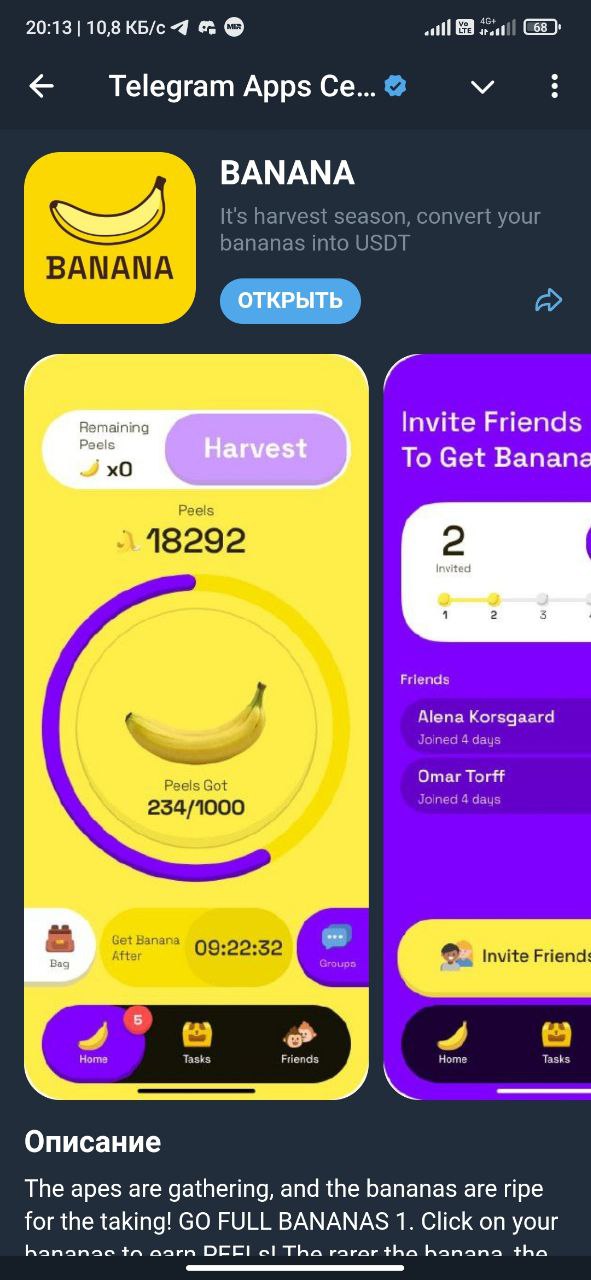 20:13 | 10,8 КБ/с
Vo LTE 4G+ 68
Telegram Apps Ce...
BANANA
It's harvest season, convert your
bananas into USDT
BANANA
ОТКРЫТЬ
Remaining
Peels
x0
Harvest
Peels
18292
Peels Got
234/1000
Bag
Get Banana
After
09:22:32
Groups
5
Home
Tasks
Friends
Invite Friends
To Get Banana
2
Invited
1 2 3
Friends
Alena Korsgaard
Joined 4 days
Omar Torff
Joined 4 days
Invite Friends
Home
Tasks
Описание
The apes are gathering, and the bananas are ripe
for the taking! GO FULL BANANAS 1. Click on your
bananas to earn PEELs! The rarer the banana, the